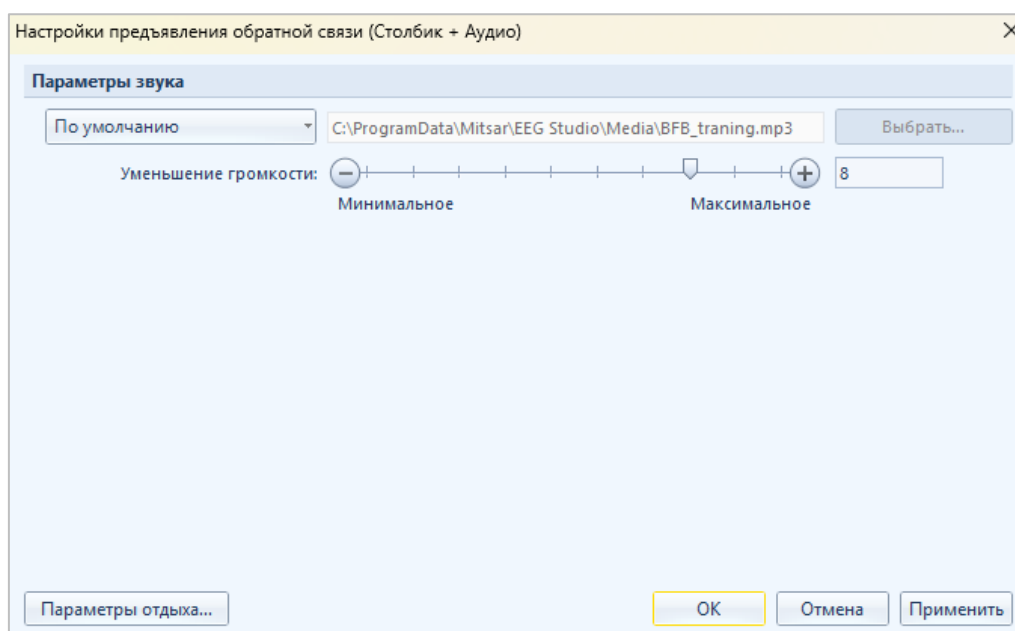 Настройки предъявления обратной связи (Столбик + Аудио)
Параметры звука
По умолчанию C:\ProgramData\Mitsar\EEG Studio\Media\BFB_traning.mp3 Выбрать...
Уменьшение громкости: 8
Минимальное Максимальное
Параметры отдыха... OK Отмена Применить